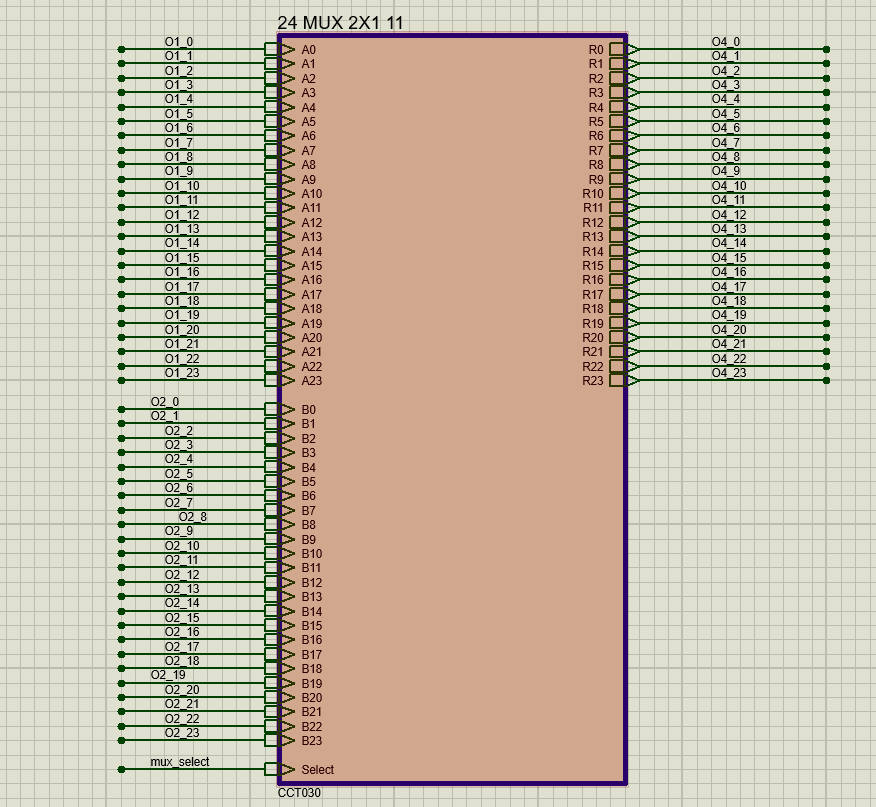 24 MUX 2X1 11
O1_0 A0 R0 O4_0
O1_1 A1 R1 O4_1
O1_2 A2 R2 O4_2
O1_3 A3 R3 O4_3
O1_4 A4 R4 O4_4
O1_5 A5 R5 O4_5
O1_6 A6 R6 O4_6
O1_7 A7 R7 O4_7
O1_8 A8 R8 O4_8
O1_9 A9 R9 O4_9
O1_10 A10 R10 O4_10
O1_11 A11 R11 O4_11
O1_12 A12 R12 O4_12
O1_13 A13 R13 O4_13
O1_14 A14 R14 O4_14
O1_15 A15 R15 O4_15
O1_16 A16 R16 O4_16
O1_17 A17 R17 O4_17
O1_18 A18 R18 O4_18
O1_19 A19 R19 O4_19
O1_20 A20 R20 O4_20
O1_21 A21 R21 O4_21
O1_22 A22 R22 O4_22
O1_23 A23 R23 O4_23
O2_0 B0
O2_1 B1
O2_2 B2
O2_3 B3
O2_4 B4
O2_5 B5
O2_6 B6
O2_7 B7
O2_8 B8
O2_9 B9
O2_10 B10
O2_11 B11
O2_12 B12
O2_13 B13
O2_14 B14
O2_15 B15
O2_16 B16
O2_17 B17
O2_18 B18
O2_19 B19
O2_20 B20
O2_21 B21
O2_22 B22
O2_23 B23
mux_select Select
CCT030